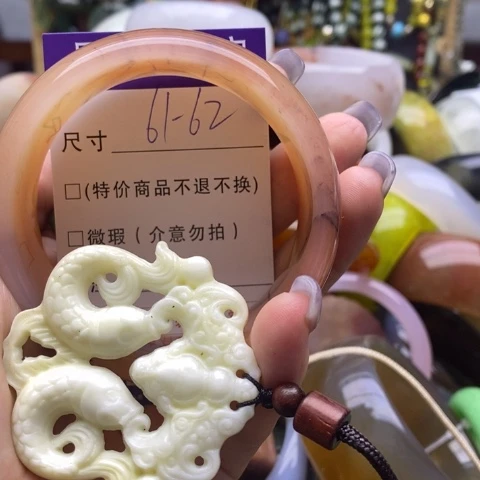 尺寸 61-62
□(特价商品不退不换)
□微瑕(介意勿拍)